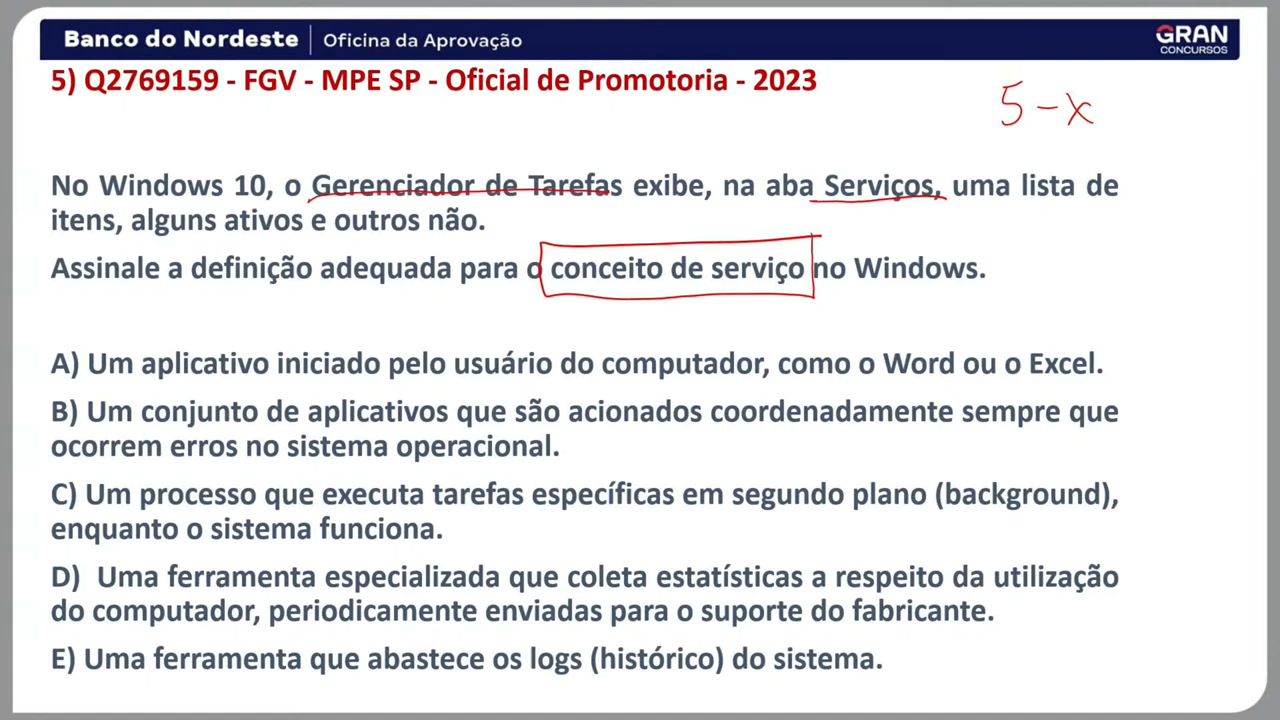 Banco do Nordeste | Oficina da Aprovação
GRAN
CONCURSOS
5) Q2769159 - FGV - MPE SP - Oficial de Promotoria - 2023
5-x
No Windows 10, o Gerenciador de Tarefas exibe, na aba Serviços, uma lista de
itens, alguns ativos e outros não.
Assinale a definição adequada para o conceito de serviço no Windows.
A) Um aplicativo iniciado pelo usuário do computador, como o Word ou o Excel.
B) Um conjunto de aplicativos que são acionados coordenadamente sempre que
ocorrem erros no sistema operacional.
C) Um processo que executa tarefas específicas em segundo plano (background),
enquanto o sistema funciona.
D) Uma ferramenta especializada que coleta estatísticas a respeito da utilização
do computador, periodicamente enviadas para o suporte do fabricante.
E) Uma ferramenta que abastece os logs (histórico) do sistema.